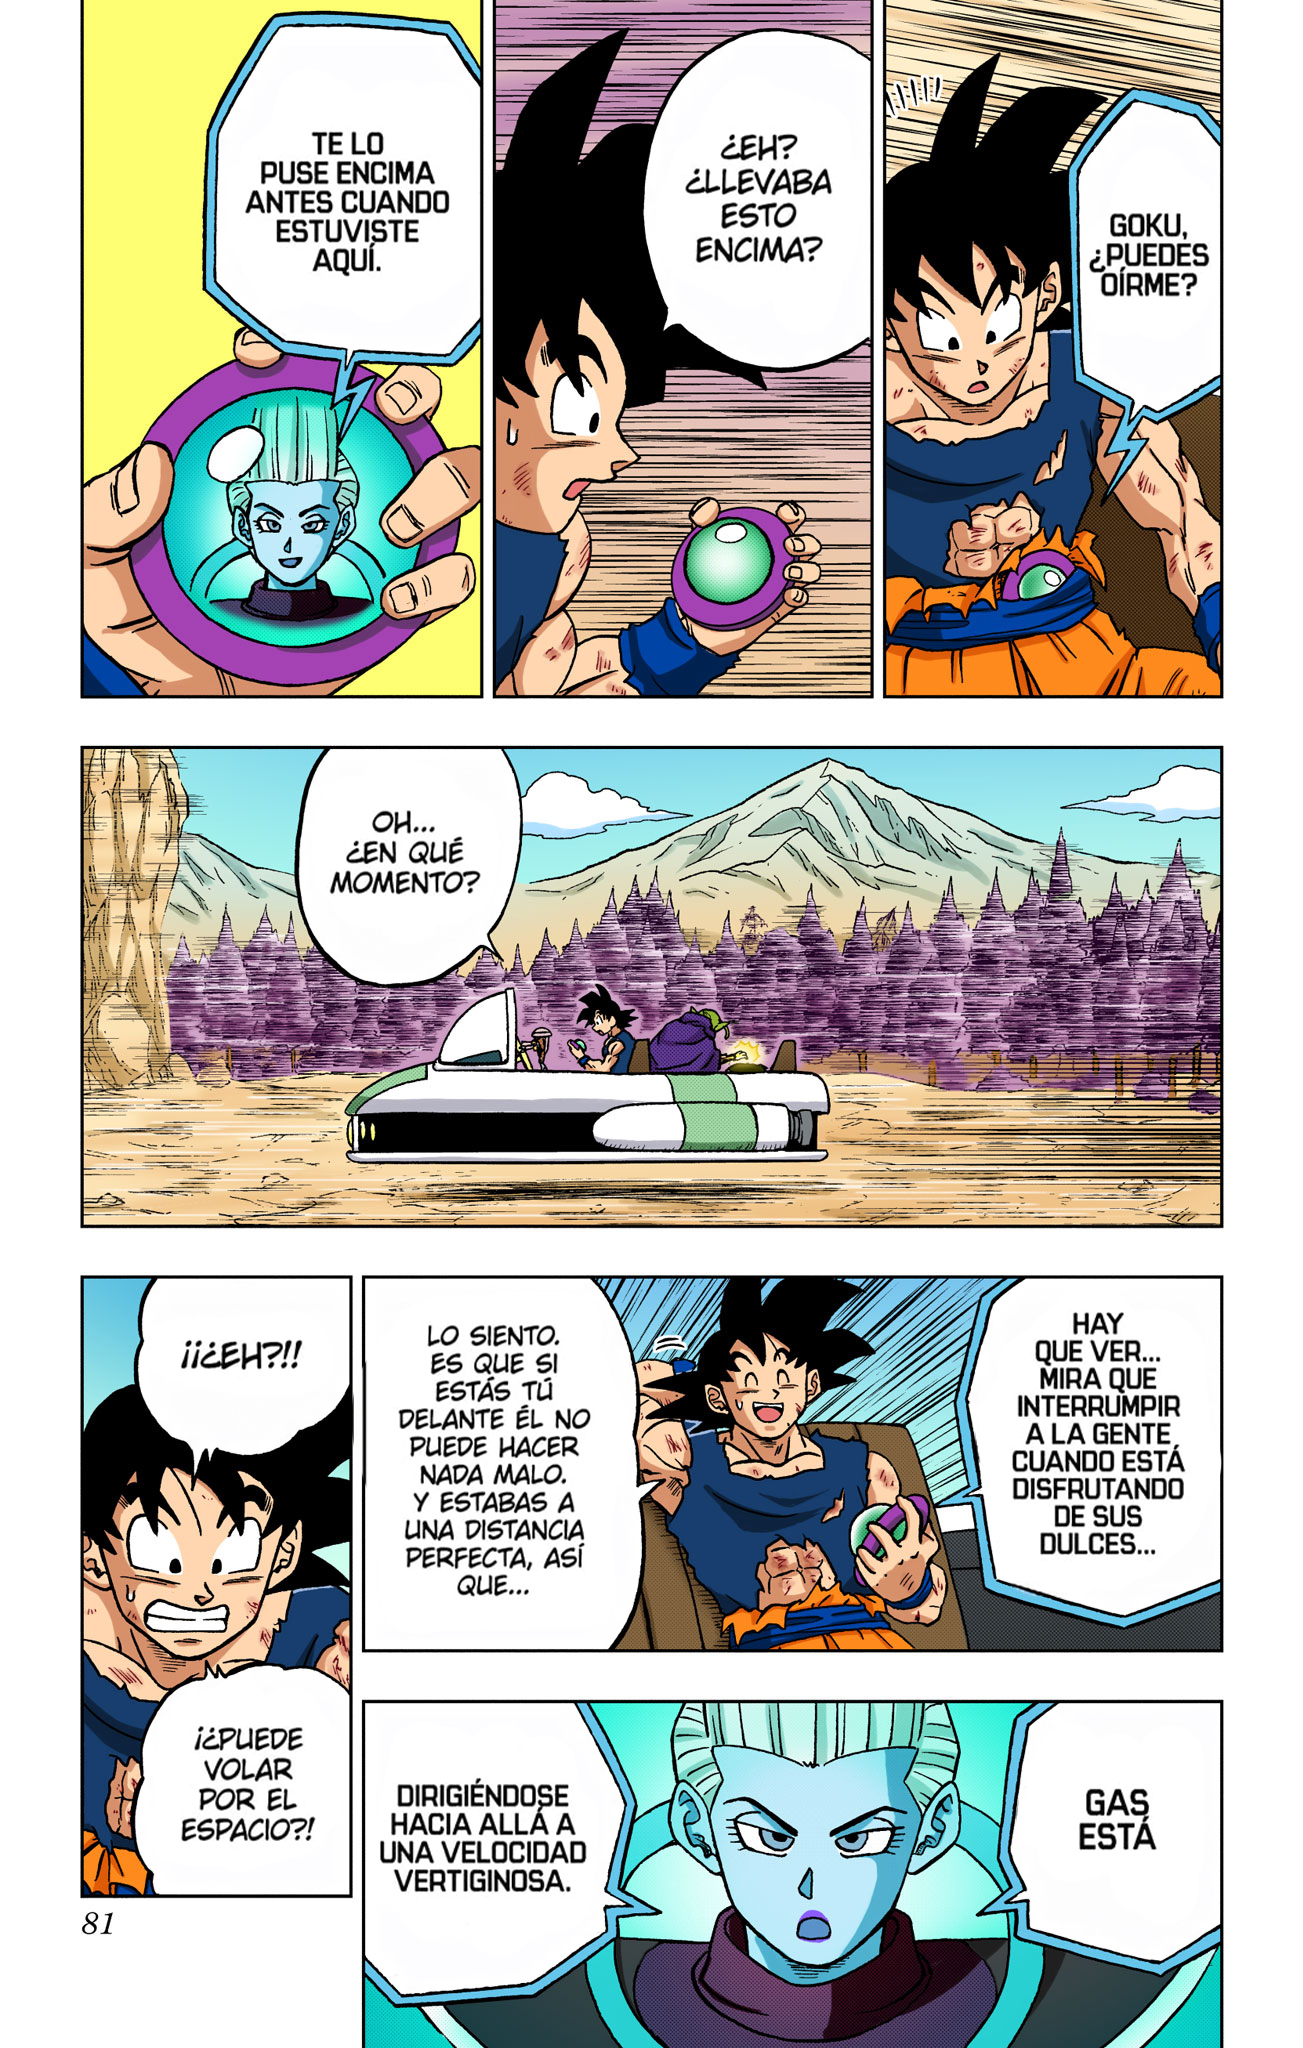 GOKU,
¿PUEDES
OÍRME?
¿EH?
¿LLEVABA
ESTO
ENCIMA?
TE LO
PUSE ENCIMA
ANTES CUANDO
ESTUVISTE
AQUÍ.
OH...
¿EN QUÉ
MOMENTO?
HAY
QUE VER...
MIRA QUE
INTERRUMPIR
A LA GENTE
CUANDO ESTÁ
DISFRUTANDO
DE SUS
DULCES...
LO SIENTO.
ES QUE SI
ESTÁS TÚ
DELANTE ÉL NO
PUEDE HACER
NADA MALO.
Y ESTABAS A
UNA DISTANCIA
PERFECTA, ASÍ
QUE...
GAS
ESTÁ
DIRIGIÉNDOSE
HACIA ALLÁ A
UNA VELOCIDAD
VERTIGINOSA.
¡¡¿EH?!!
¡¿PUEDE
VOLAR
POR EL
ESPACIO?!
81